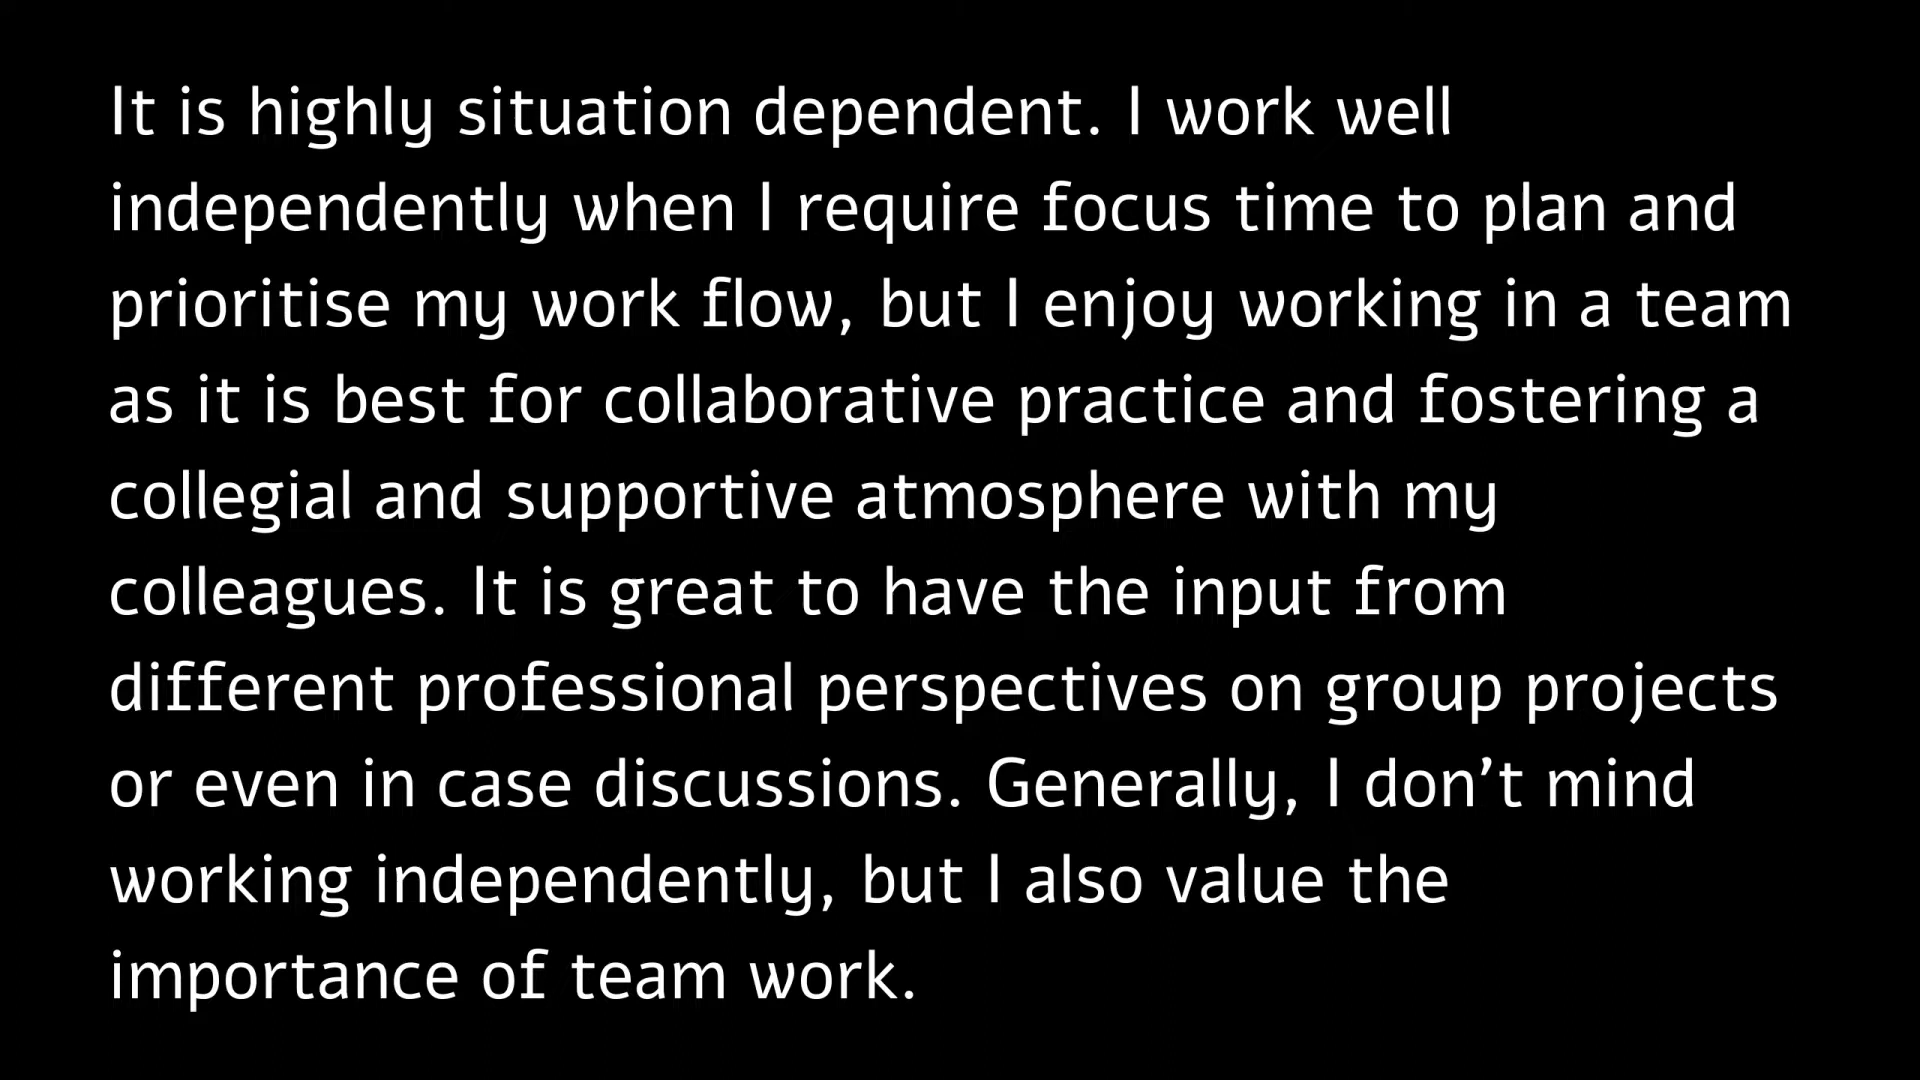 It is highly situation dependent. I work well
independently when I require focus time to plan and
prioritise my work flow, but I enjoy working in a team
as it is best for collaborative practice and fostering a
collegial and supportive atmosphere with my
colleagues. It is great to have the input from
different professional perspectives on group projects
or even in case discussions. Generally, I don’t mind
working independently, but I also value the
importance of team work.